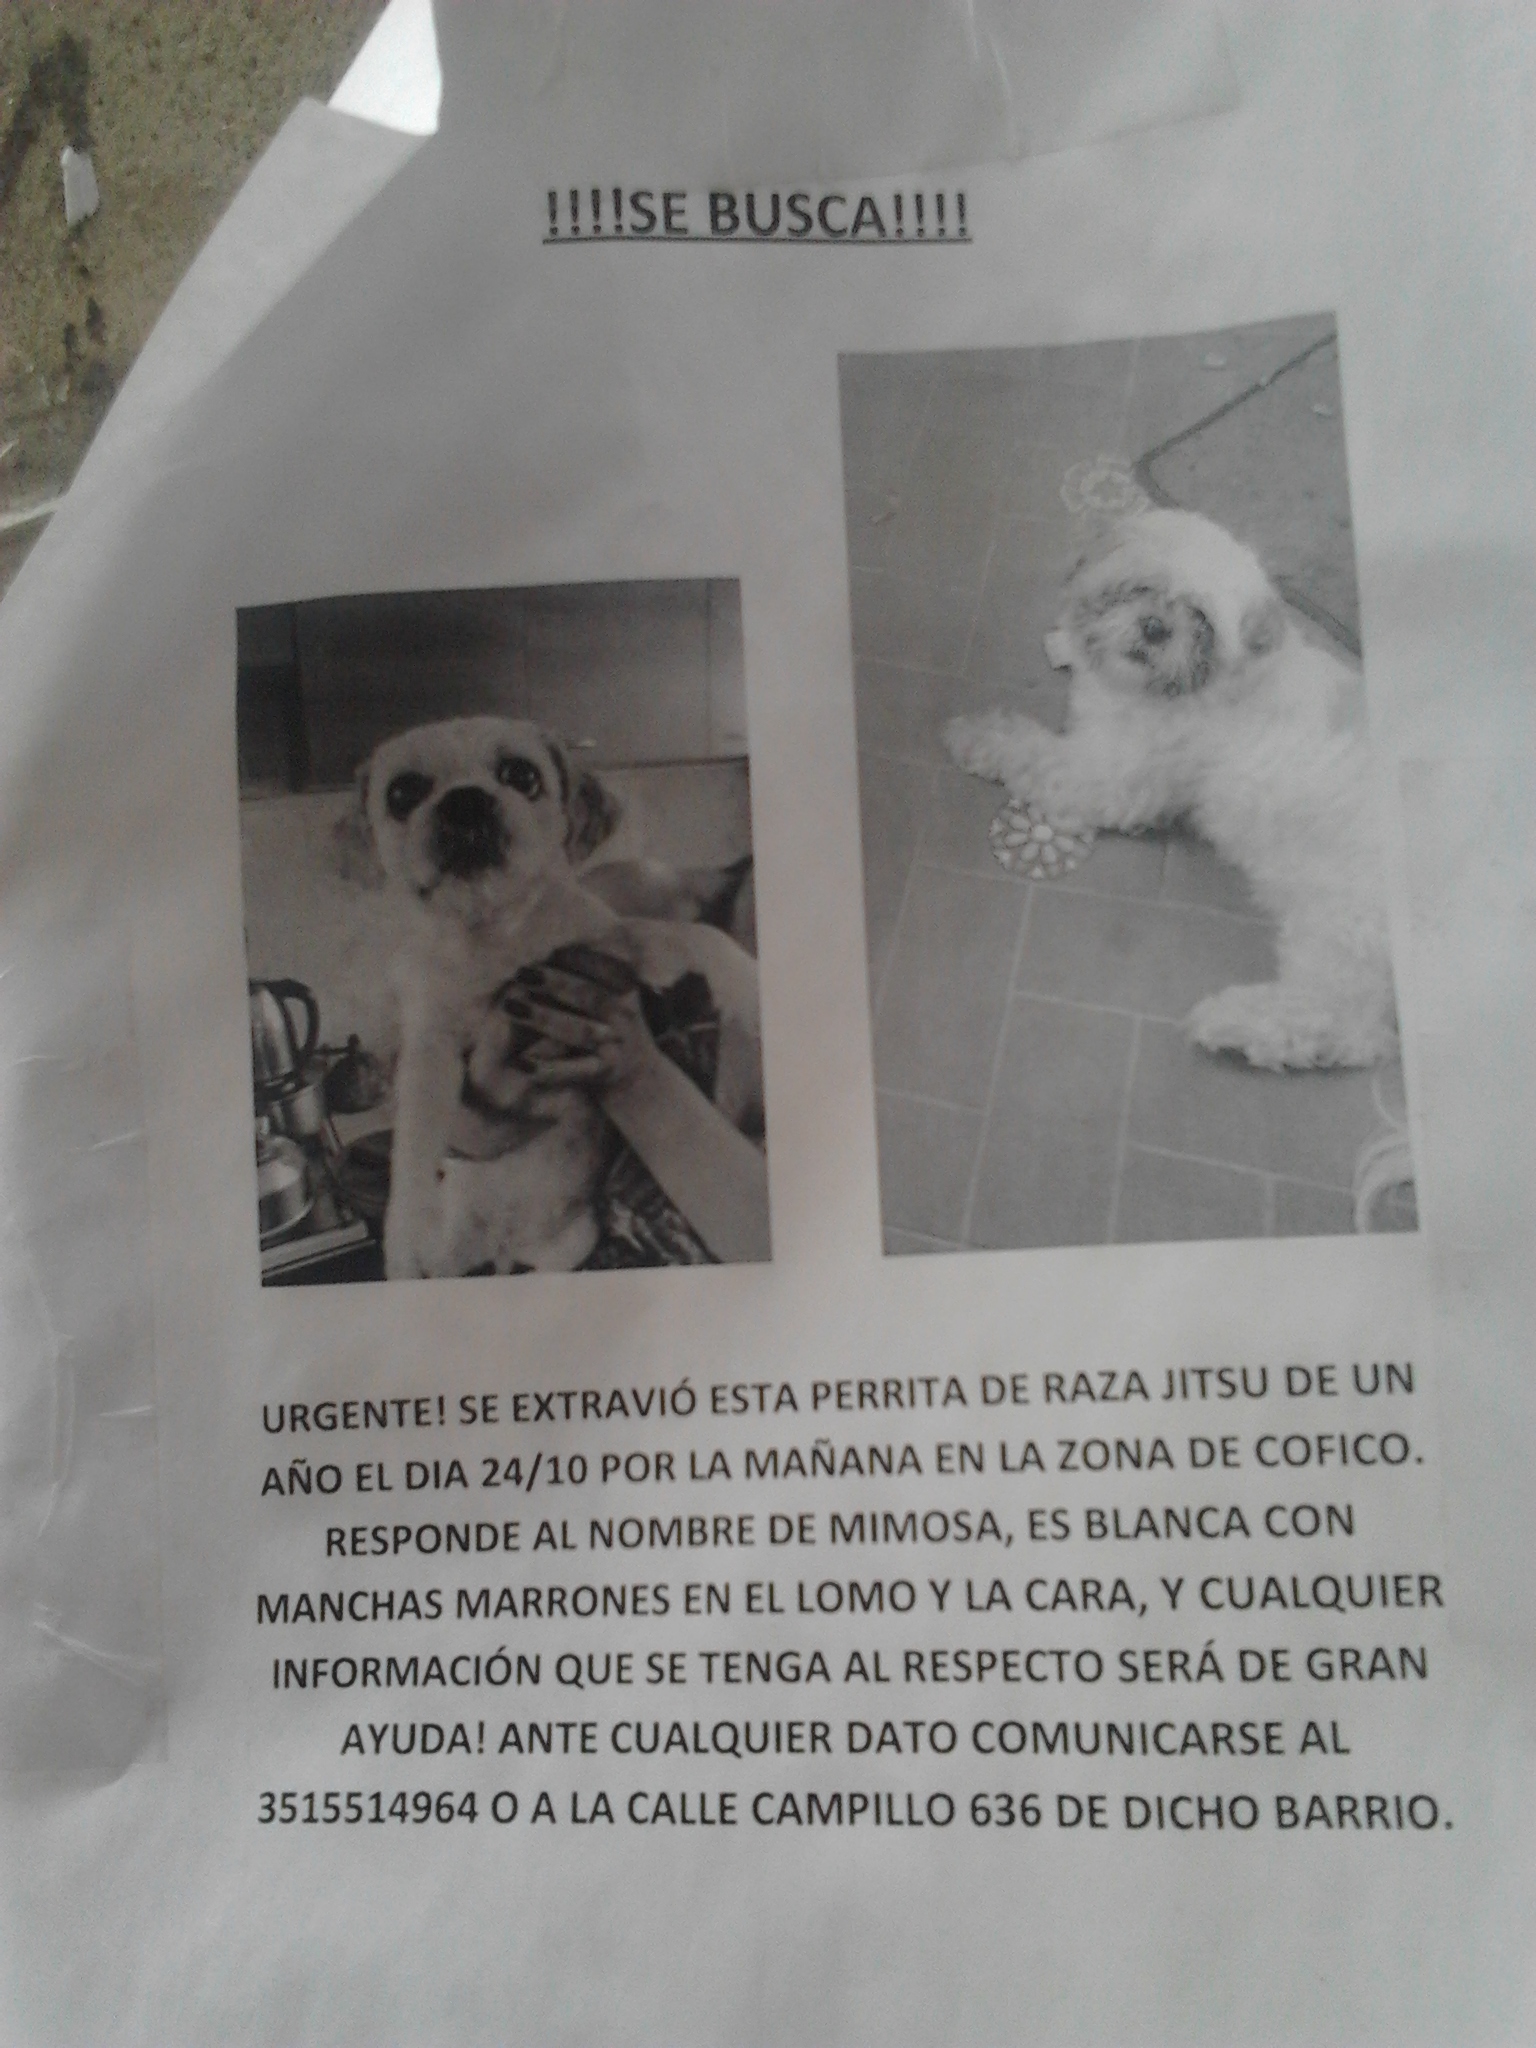 !!!!SE BUSCA!!!!
URGENTE! SE EXTRAVIÓ ESTA PERRITA DE RAZA JITSU DE UN
AÑO EL DIA 24/10 POR LA MAÑANA EN LA ZONA DE COFICO.
RESPONDE AL NOMBRE DE MIMOSA, ES BLANCA CON
MANCHAS MARRONES EN EL LOMO Y LA CARA, Y CUALQUIER
INFORMACIÓN QUE SE TENGA AL RESPECTO SERÁ DE GRAN
AYUDA! ANTE CUALQUIER DATO COMUNICARSE AL
3515514964 O A LA CALLE CAMPILLO 636 DE DICHO BARRIO.